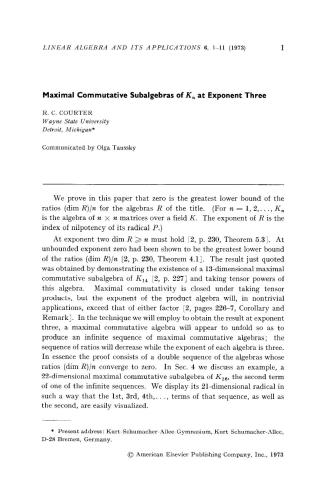 LINEAR ALGEBRA AND ITS APPLICATIONS 6, 1–11 (1973) 1
Maximal Commutative Subalgebras of Kn at Exponent Three
R. C. COURTER
Wayne State University
Detroit, Michigan*
Communicated by Olga Taussky
We prove in this paper that zero is the greatest lower bound of the
ratios (dim R)/n for the algebras R of the title. (For n = 1, 2,..., Kn
is the algebra of n × n matrices over a field K. The exponent of R is the
index of nilpotency of its radical P.)
At exponent two dim R ⩾ n must hold [2, p. 230, Theorem 5.3]. At
unbounded exponent zero had been shown to be the greatest lower bound
of the ratios (dim R)/n [2, p. 230, Theorem 4.1]. The result just quoted
was obtained by demonstrating the existence of a 13-dimensional maximal
commutative subalgebra of K14 [2, p. 227] and taking tensor powers of
this algebra. Maximal commutativity is closed under taking tensor
products, but the exponent of the product algebra will, in nontrivial
applications, exceed that of either factor [2, pages 226–7, Corollary and
Remark]. In the technique we will employ to obtain the result at exponent
three, a maximal commutative algebra will appear to unfold so as to
produce an infinite sequence of maximal commutative algebras; the
sequence of ratios will decrease while the exponent of each algebra is three.
In essence the proof consists of a double sequence of the algebras whose
ratios (dim R)/n converge to zero. In Sec. 4 we discuss an example, a
22-dimensional maximal commutative subalgebra of K26, the second term
of one of the infinite sequences. We display its 21-dimensional radical in
such a way that the 1st, 3rd, 4th,..., terms of that sequence, as well as
the second, are easily visualized.
* Present address: Kurt-Schumacher-Allee Gymnasium, Kurt-Schumacher-Allee,
D-28 Bremen, Germany.
© American Elsevier Publishing Company, Inc., 1973